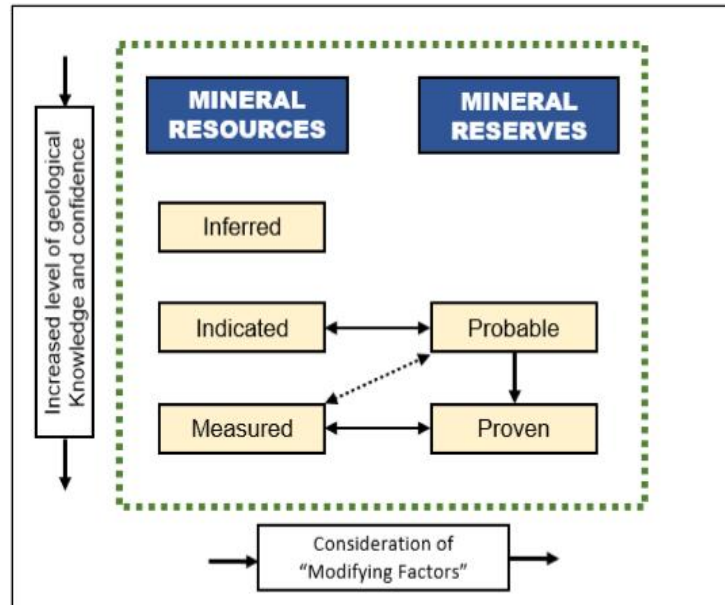 MINERAL
RESOURCES
MINERAL
RESERVES
Increased level of geological
Knowledge and confidence
Inferred
Indicated
Probable
Measured
Proven
Consideration of
“Modifying Factors”